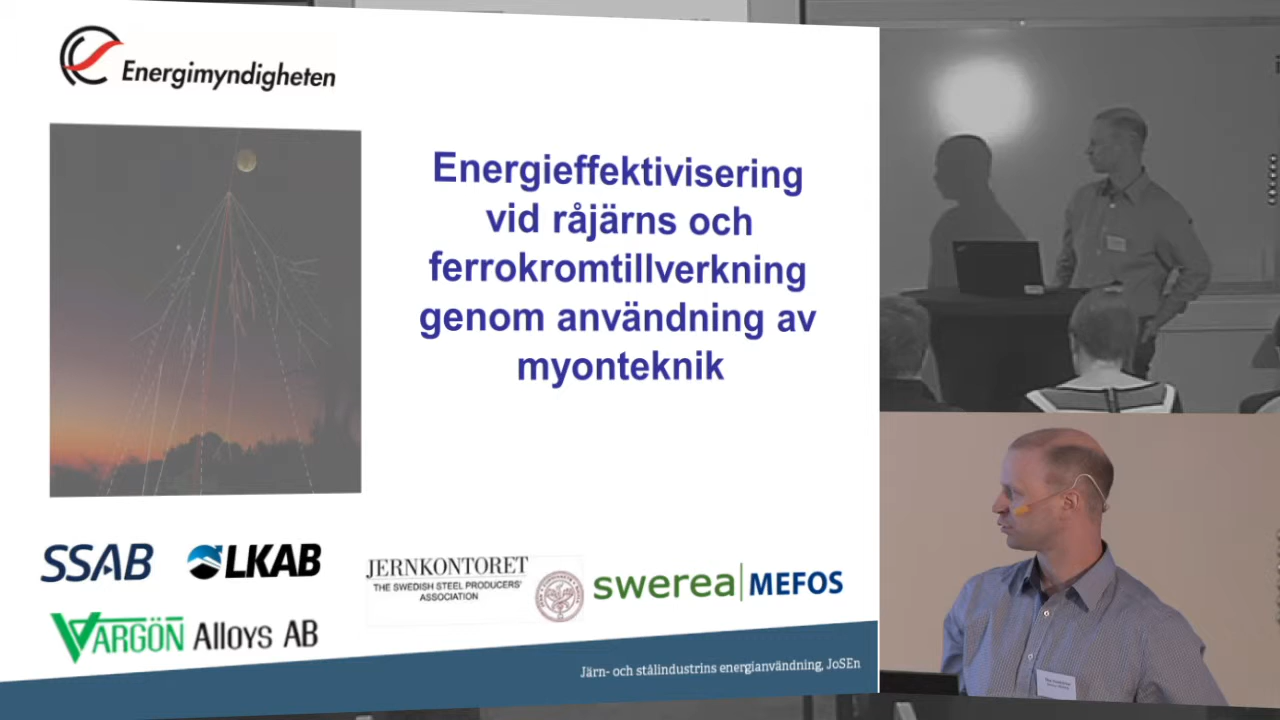 Energimyndigheten
Energieffektivisering
vid råjärns och
ferrokromtillverkning
genom användning av
myonteknik
SSAB
LKAB
JERNKONTORET
THE SWEDISH STEEL PRODUCERS'
ASSOCIATION
swerea MEFOS
VARGÖN Alloys AB
Järn- och stålindustrins energianvändning, JoSEn